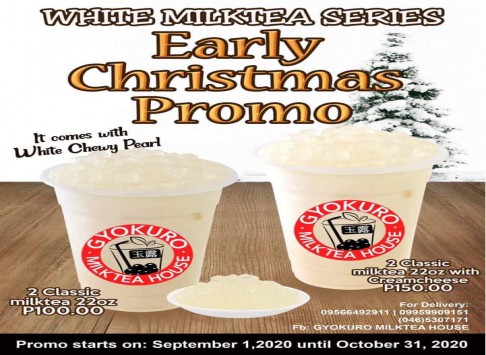 WHITE MILKTEA SERIES
Early
Christmas
Promo
It comes with
White Chewy Pearl
GYOKURO
玉露
MILKTEA HOUSE
GYOKURO
玉露
MILKTEA HOUSE
2 Classic
milktea 22oz
P100.00
2 Classic
milktea 22oz with
Creamcheese
P150.00
For Delivery:
09566492911 | 09959909151
(046)5307171
Fb: GYOKURO MILKTEA HOUSE
Promo starts on: September 1,2020 until October 31, 2020